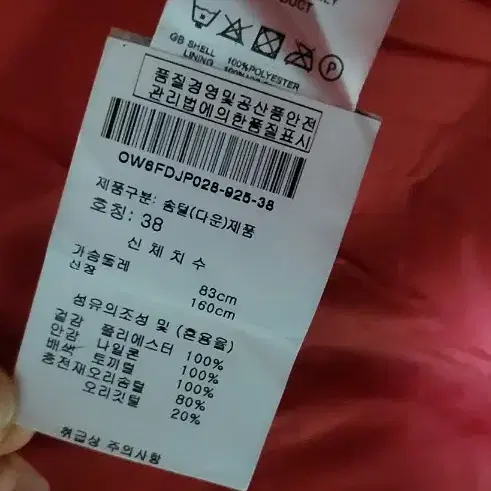 DUCT
GB SHELL 100%POLYESTER
LINING
P
품질경영및공산품안전
관리법에의한품질표시
OW6FDJP028-925-38
제품구분: 솜털(다운)제품
호칭: 38
신체치수
가슴둘레 83cm
신장 160cm
섬유의조성 및 (혼용율)
겉감 폴리에스터 100%
안감 나일론 100%
배색 토끼털 100%
충전재오리솜털 80%
오리깃털 20%
취급상 주의사항